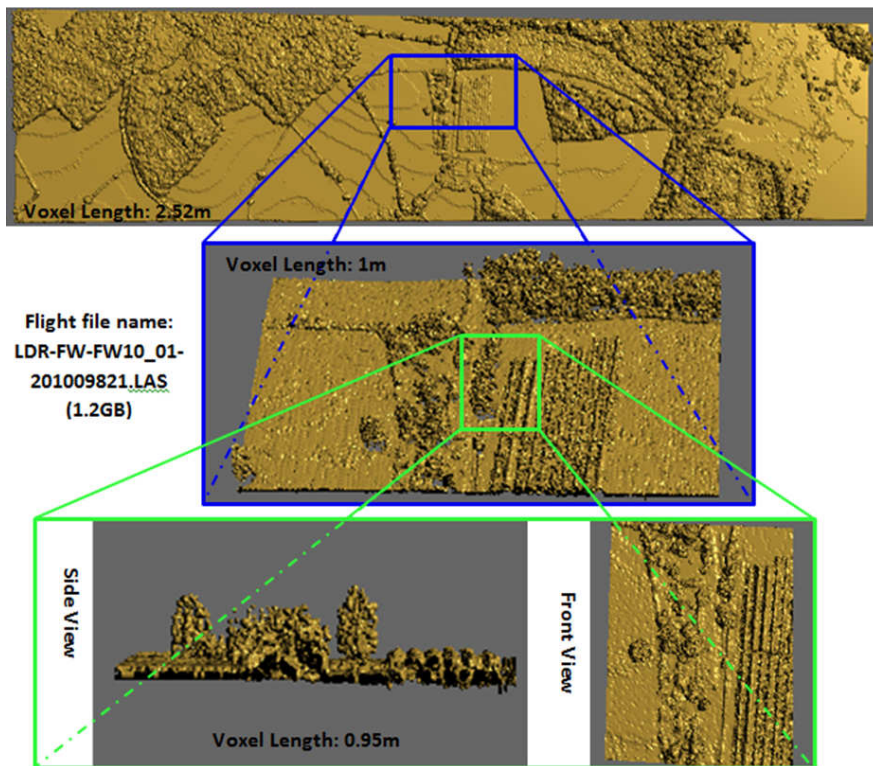 Voxel Length: 2.52m
Voxel Length: 1m
Flight file name:
LDR-FW-FW10_01-
201009821.LAS
(1.2GB)
Side View
Front View
Voxel Length: 0.95m